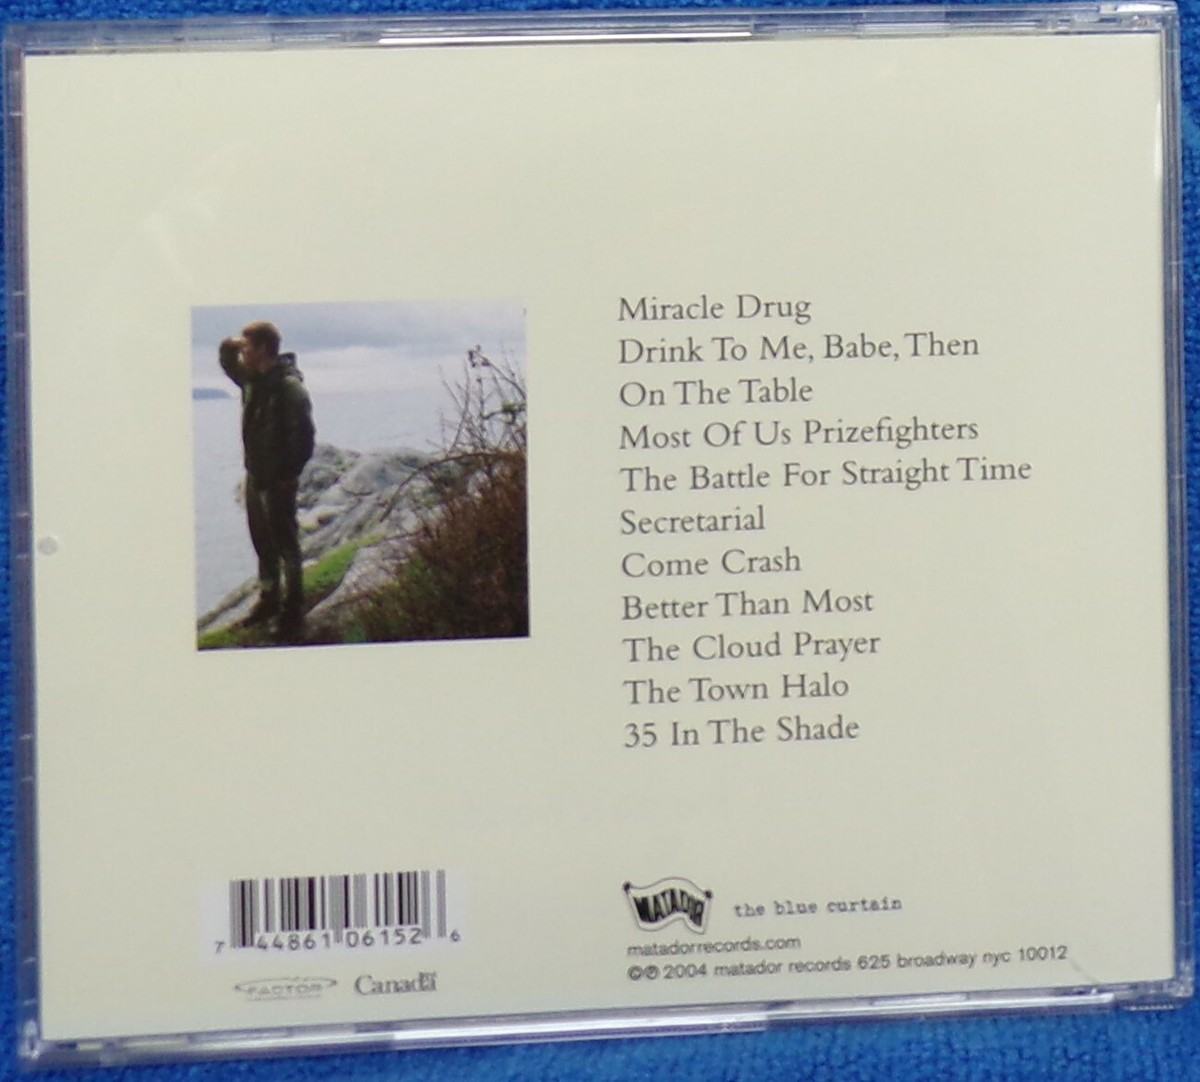 Miracle Drug
Drink To Me, Babe, Then
On The Table
Most Of Us Prizefighters
The Battle For Straight Time
Secretarial
Come Crash
Better Than Most
The Cloud Prayer
The Town Halo
35 In The Shade
7 44861 06152 6
FACTOR Canada
MATADOR the blue curtain
matadorrecords.com
©℗ 2004 matador records 625 broadway nyc 10012